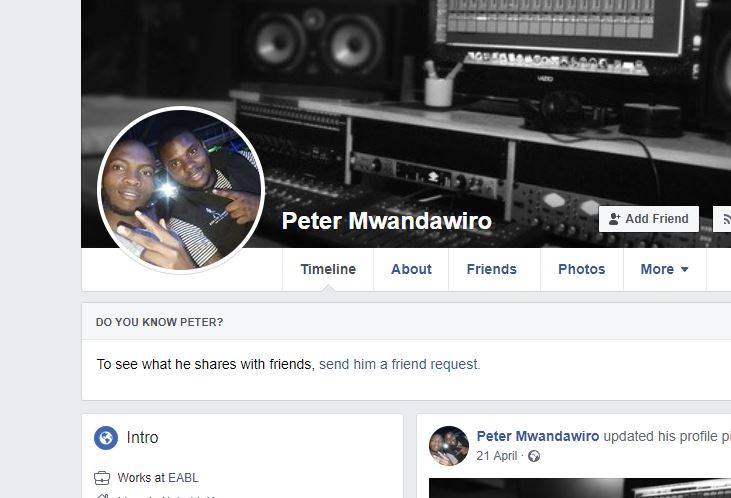 VIZIO
Peter Mwandawiro
Add Friend
Timeline About Friends Photos More
DO YOU KNOW PETER?
To see what he shares with friends, send him a friend request.
Intro
Works at EABL
Peter Mwandawiro updated his profile
21 April ·